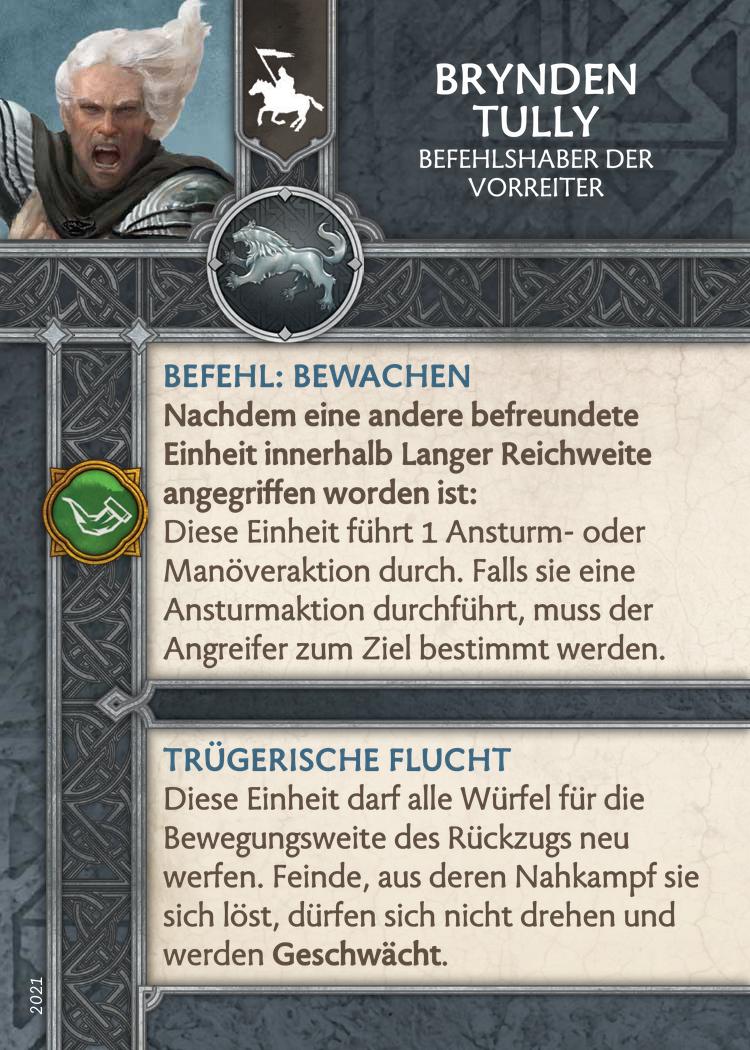 BRYNDEN
TULLY
BEFEHLSHABER DER
VORREITER
BEFEHL: BEWACHEN
Nachdem eine andere befreundete
Einheit innerhalb Langer Reichweite
angegriffen worden ist:
Diese Einheit führt 1 Ansturm- oder
Manöveraktion durch. Falls sie eine
Ansturmaktion durchführt, muss der
Angreifer zum Ziel bestimmt werden.
TRÜGERISCHE FLUCHT
Diese Einheit darf alle Würfel für die
Bewegungsweite des Rückzugs neu
werfen. Feinde, aus deren Nahkampf sie
sich löst, dürfen sich nicht drehen und
werden Geschwächt.
2021